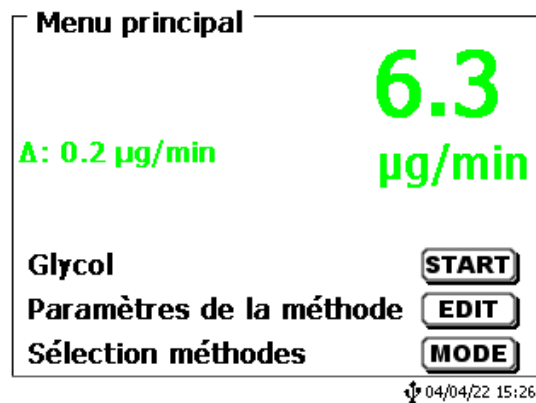 Menu principal
6.3
Δ: 0.2 µg/min
µg/min
Glycol START
Paramètres de la méthode EDIT
Sélection méthodes MODE
04/04/22 15:26